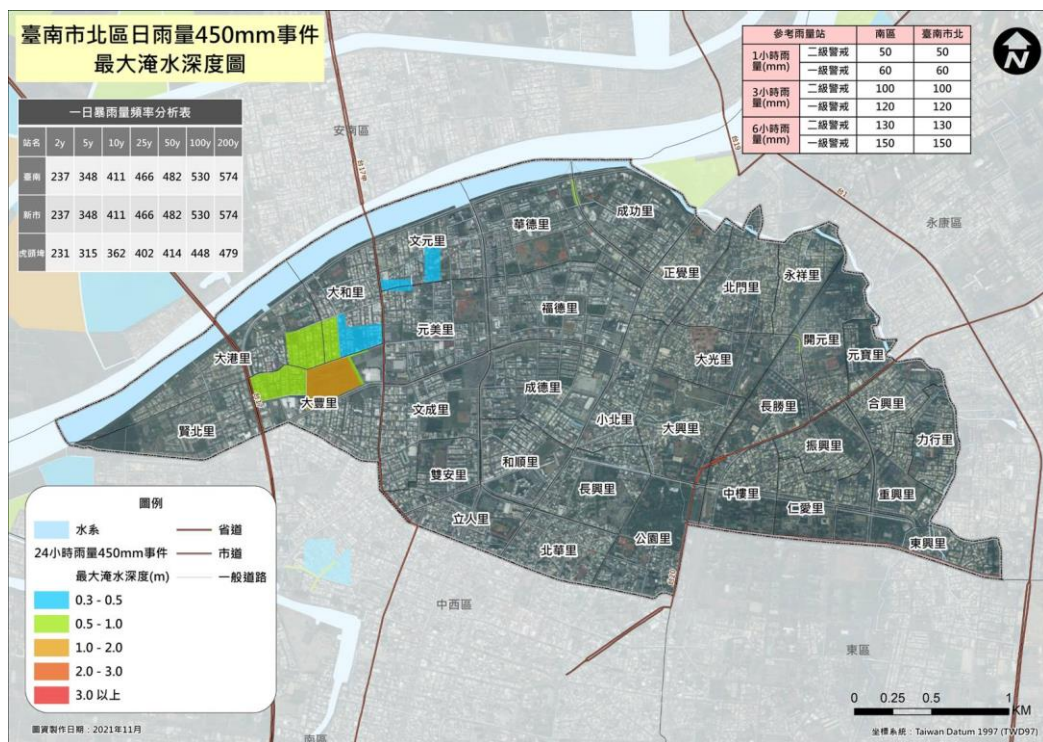 臺南市北區日雨量450mm事件
最大淹水深度圖
一日暴雨量頻率分析表
站名 2y 5y 10y 25y 50y 100y 200y
臺南 237 348 411 466 482 530 574
新市 237 348 411 466 482 530 574
虎頭埤 231 315 362 402 414 448 479
參考雨量站 南區 臺南市北
1小時雨量(mm) 二級警戒 50 50
一級警戒 60 60
3小時雨量(mm) 二級警戒 100 100
一級警戒 120 120
6小時雨量(mm) 二級警戒 130 130
一級警戒 150 150
N
安南區
台17甲
台19
台1
永康區
成功里
華德里
文元里
正覺里
永祥里
北門里
大和里
福德里
元美里
開元里
元寶里
大港里
大光里
成德里
大豐里
文成里
長勝里
合興里
小北里
大興里
賢北里
振興里
力行里
和順里
雙安里
長興里
中樓里
重興里
仁愛里
立人里
公園里
北華里
東興里
中西區
東區
南區
圖例
水系
省道
24小時雨量450mm事件
市道
最大淹水深度(m)
一般道路
0.3 - 0.5
0.5 - 1.0
1.0 - 2.0
2.0 - 3.0
3.0 以上
圖資製作日期：2021年11月
0 0.25 0.5 1
KM
坐標系統：Taiwan Datum 1997 (TWD97)